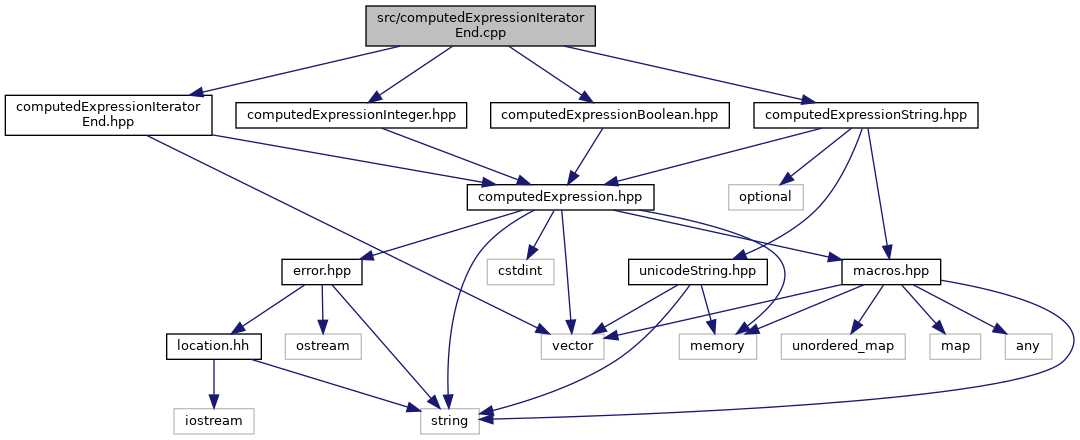 src/computedExpressionIterator
End.cpp
computedExpressionIterator
End.hpp
computedExpressionInteger.hpp
computedExpressionBoolean.hpp
computedExpressionString.hpp
computedExpression.hpp
optional
error.hpp
cstdint
unicodeString.hpp
macros.hpp
location.hh
ostream
vector
memory
unordered_map
map
any
iostream
string